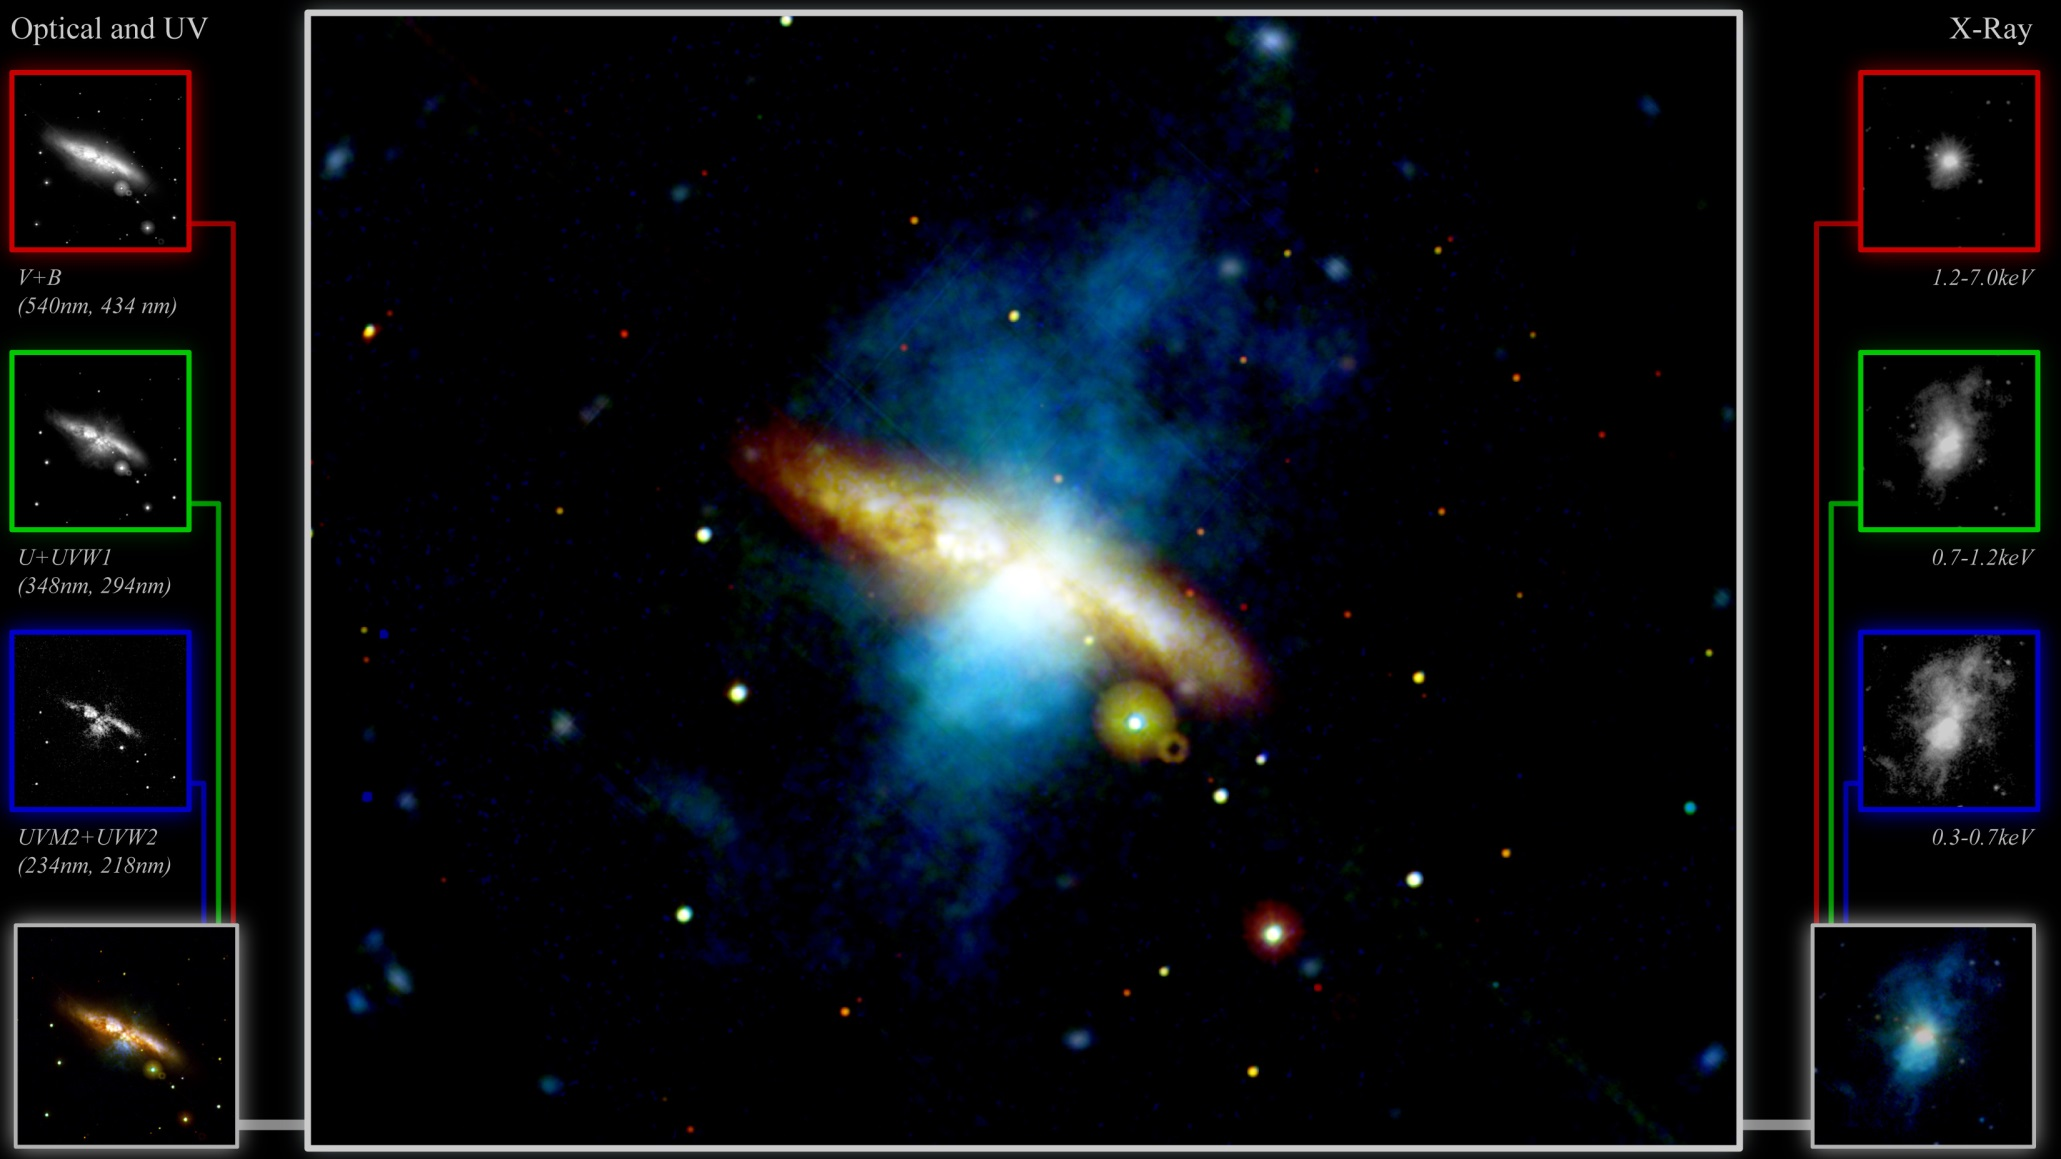 Optical and UV
V+B
(540nm, 434 nm)
U+UVW1
(348nm, 294nm)
UVM2+UVW2
(234nm, 218nm)
X-Ray
1.2-7.0keV
0.7-1.2keV
0.3-0.7keV